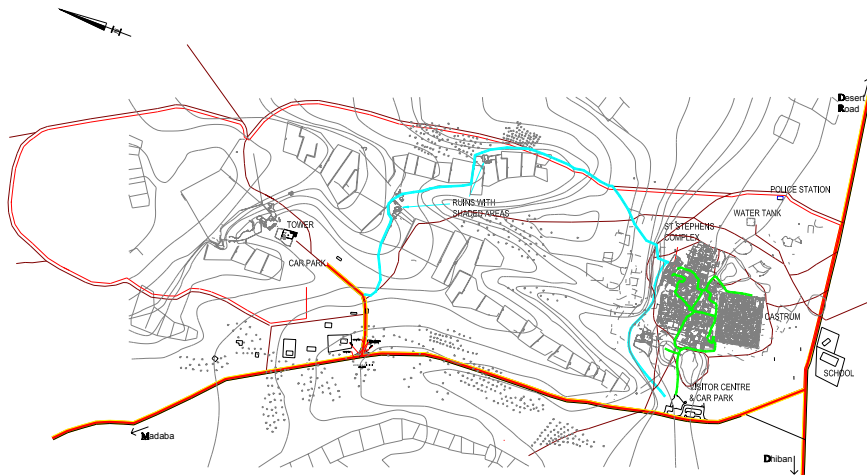 N
Desert
Road
POLICE STATION
WATER TANK
RUINS WITH
SHADED AREAS
TOWER
ST STEPHENS
COMPLEX
CAR PARK
CASTRUM
SCHOOL
VISITOR CENTRE
& CAR PARK
Madaba
Dhiban